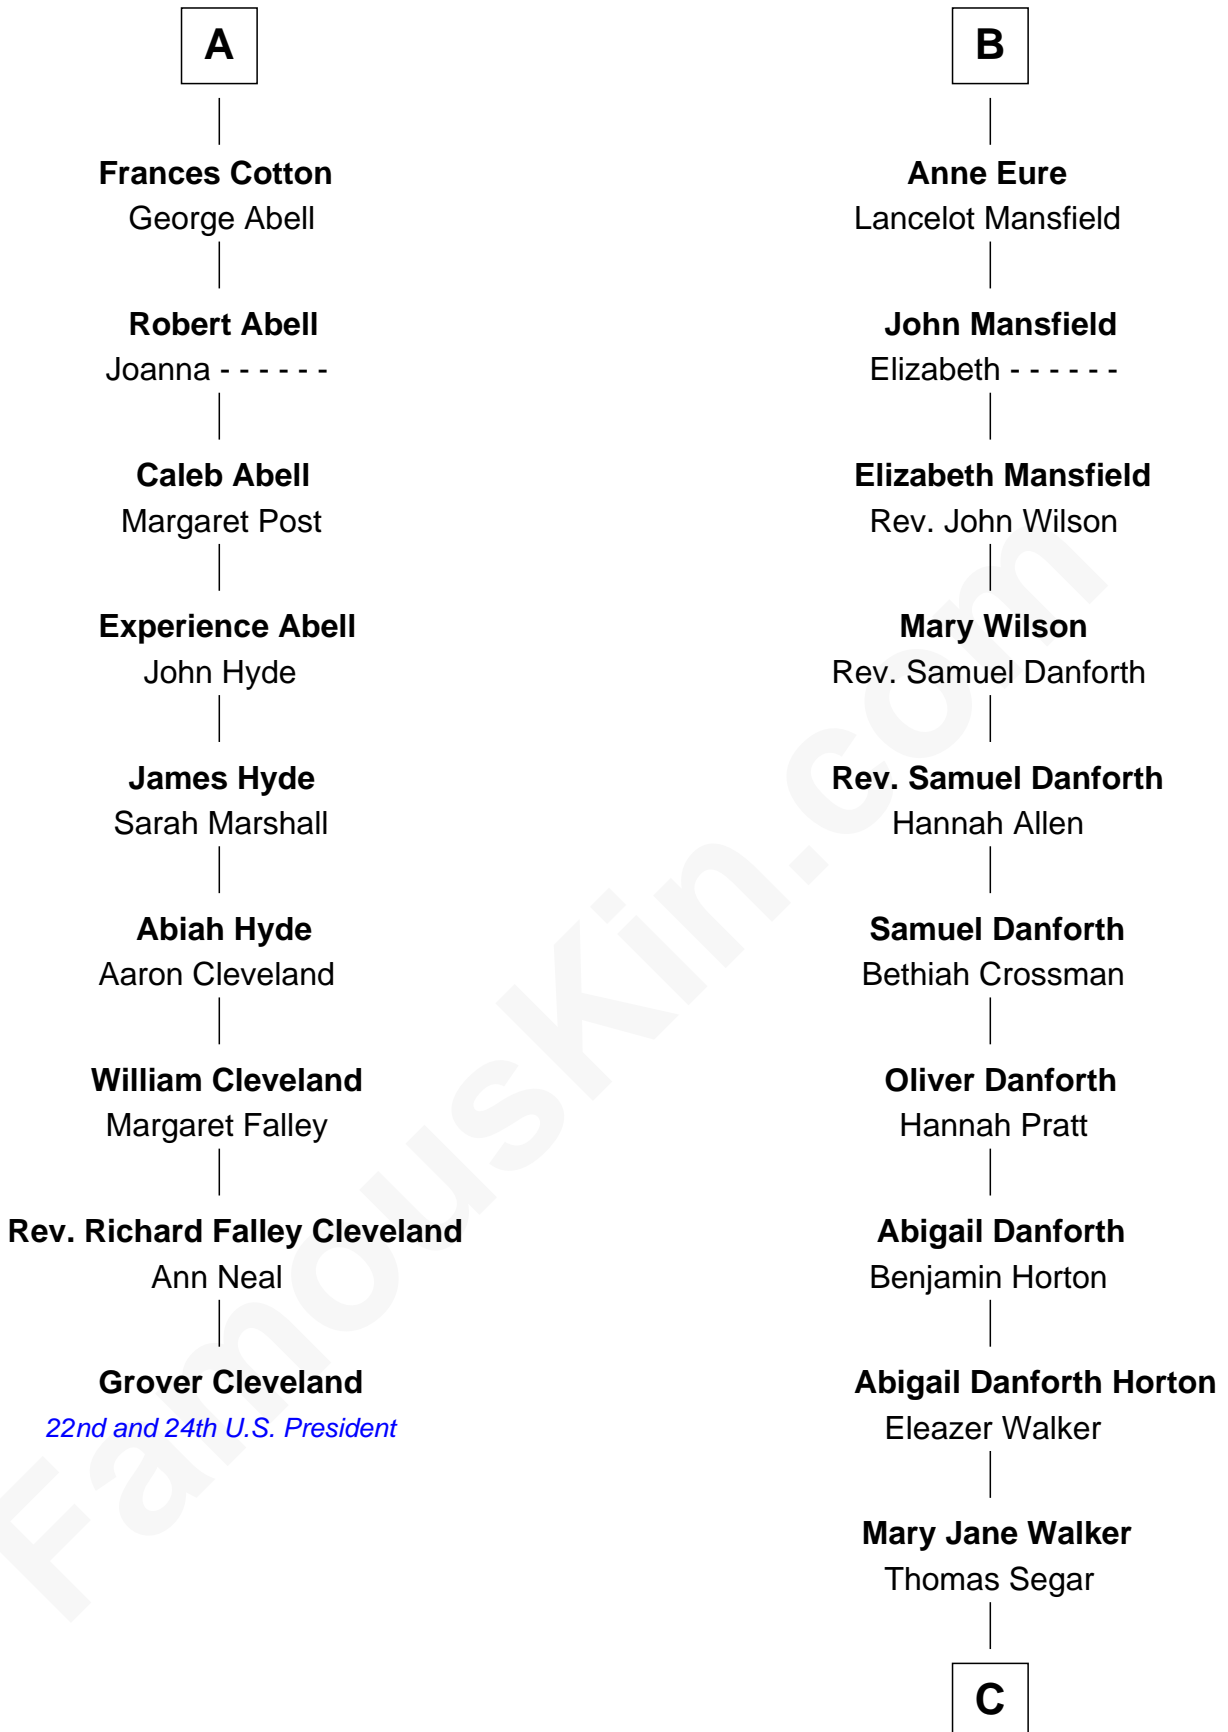 A
Frances Cotton
George Abell
Robert Abell
Joanna - - - - - -
Caleb Abell
Margaret Post
Experience Abell
John Hyde
James Hyde
Sarah Marshall
Abiah Hyde
Aaron Cleveland
William Cleveland
Margaret Falley
Rev. Richard Falley Cleveland
Ann Neal
Grover Cleveland
22nd and 24th U.S. President
B
Anne Eure
Lancelot Mansfield
John Mansfield
Elizabeth - - - - - -
Elizabeth Mansfield
Rev. John Wilson
Mary Wilson
Rev. Samuel Danforth
Rev. Samuel Danforth
Hannah Allen
Samuel Danforth
Bethiah Crossman
Oliver Danforth
Hannah Pratt
Abigail Danforth
Benjamin Horton
Abigail Danforth Horton
Eleazer Walker
Mary Jane Walker
Thomas Segar
C
FamousKin.com